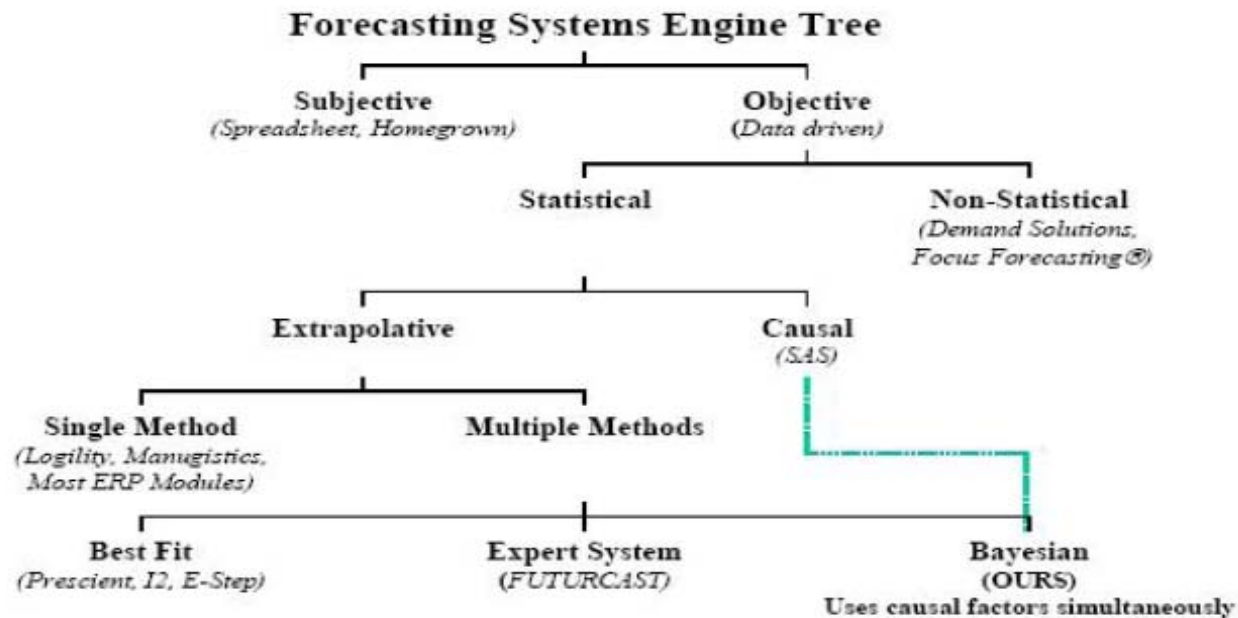 Forecasting Systems Engine Tree
Subjective
(Spreadsheet, Homegrown)
Objective
(Data driven)
Statistical
Non-Statistical
(Demand Solutions,
Focus Forecasting®)
Extrapolative
Causal
(SAS)
Single Method
(Logility, Manugistics,
Most ERP Modules)
Multiple Methods
Best Fit
(Prescient, I2, E-Step)
Expert System
(FUTURCAST)
Bayesian
(OURS)
Uses causal factors simultaneously